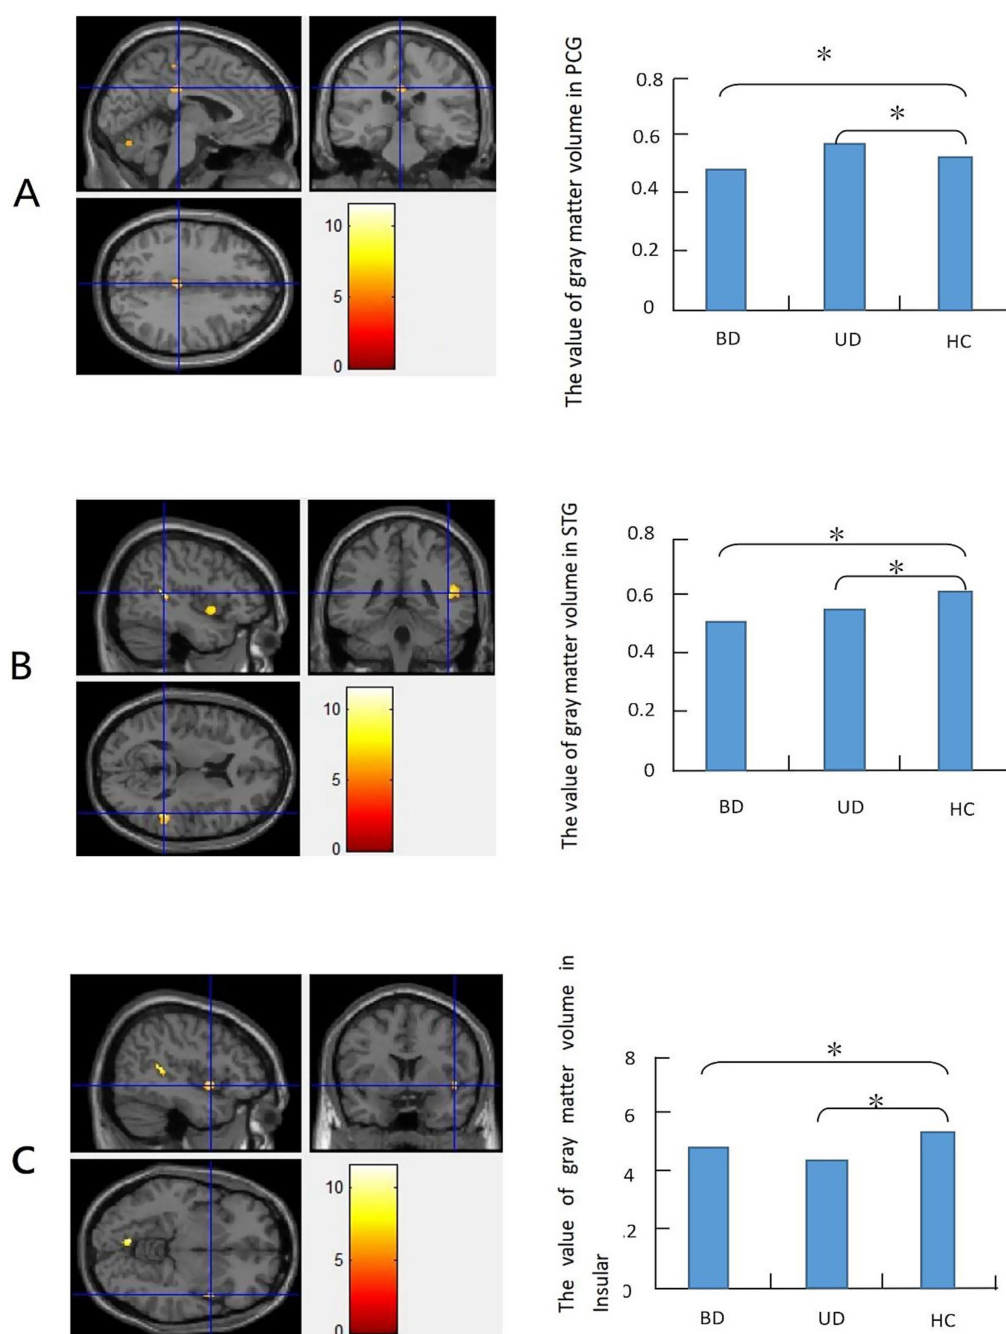 A
10
5
0
The value of gray matter volume in PCG
*
*
0.8
0.6
0.4
0.2
0
BD
UD
HC
B
10
5
0
The value of gray matter volume in STG
*
*
0.8
0.6
0.4
0.2
0
BD
UD
HC
C
10
5
0
The value of gray matter volume in
Insular
*
*
8
6
4
2
0
BD
UD
HC